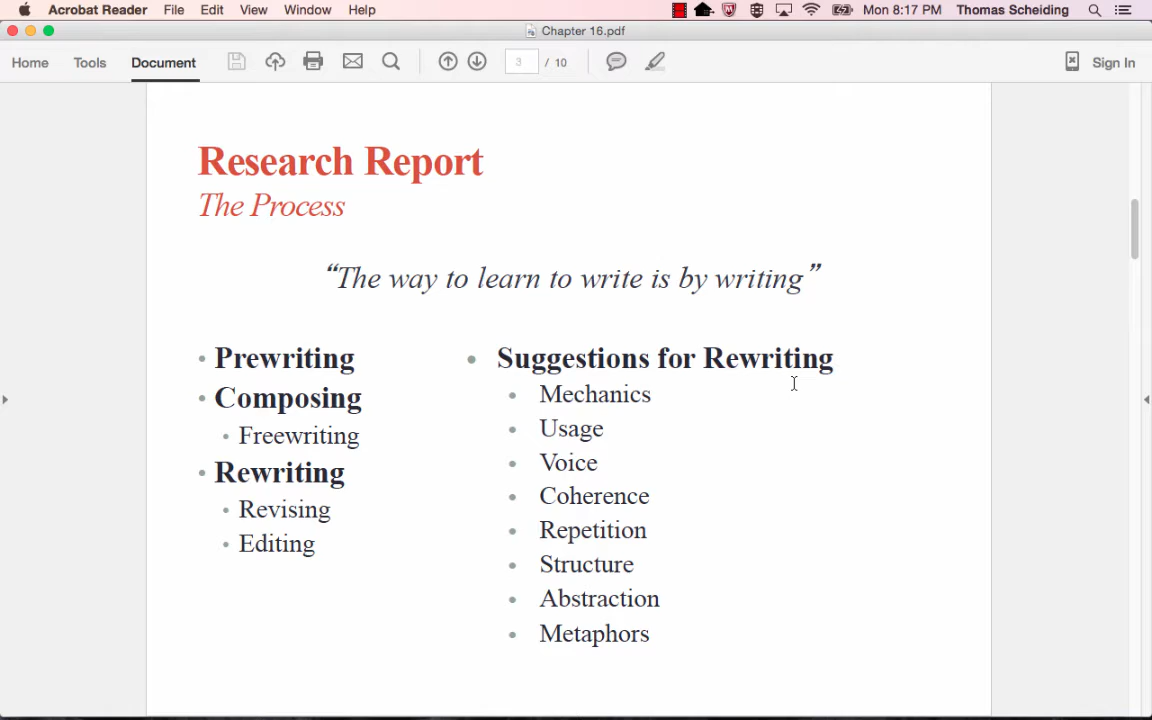 Acrobat Reader File Edit View Window Help Mon 8:17 PM Thomas Scheiding
Chapter 16.pdf
Home Tools Document 3 / 10 Sign In
Research Report
The Process
“The way to learn to write is by writing”
• Prewriting
• Composing
• Freewriting
• Rewriting
• Revising
• Editing
• Suggestions for Rewriting
• Mechanics
• Usage
• Voice
• Coherence
• Repetition
• Structure
• Abstraction
• Metaphors